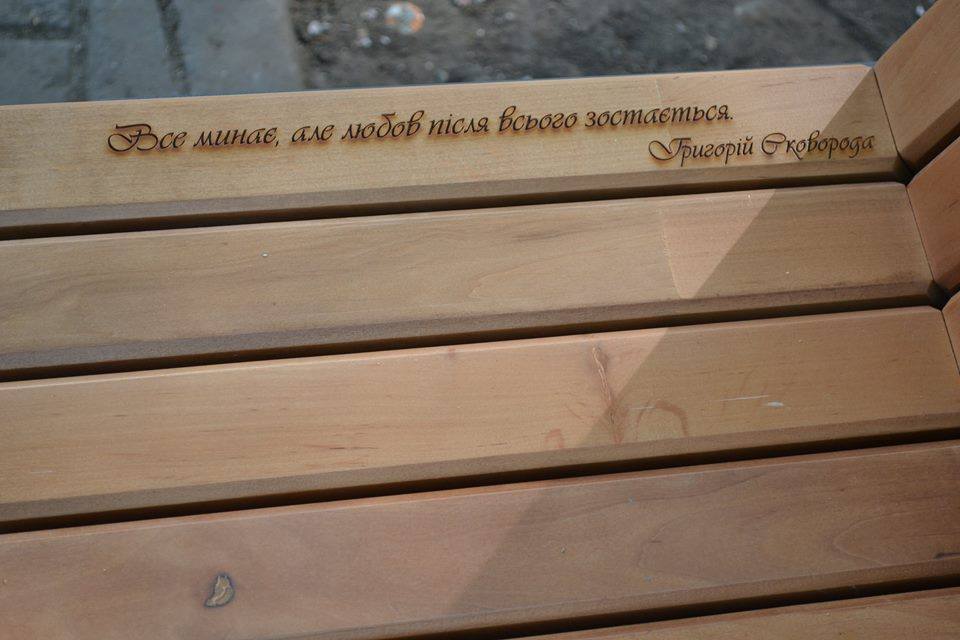 Все минає, але любов після всього зостається.
Григорій Сковорода